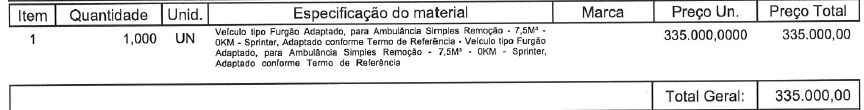 Item Quantidade Unid. Especificação do material Marca Preço Un. Preço Total
1 1,000 UN Veículo tipo Furgão Adaptado, para Ambulância Simples Remoção - 7,5M³ - 335.000,0000 335.000,00
0KM - Sprinter, Adaptado conforme Termo de Referência - Veículo tipo Furgão
Adaptado, para Ambulância Simples Remoção - 7,5M³ - 0KM - Sprinter,
Adaptado conforme Termo de Referência
Total Geral: 335.000,00